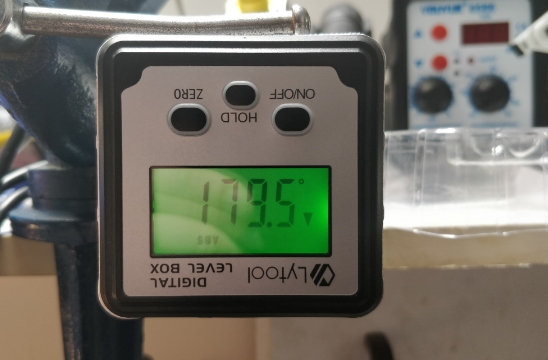 Lytool
DIGITAL
LEVEL BOX
ABS
179.5°
ON/OFF
HOLD
ZERO